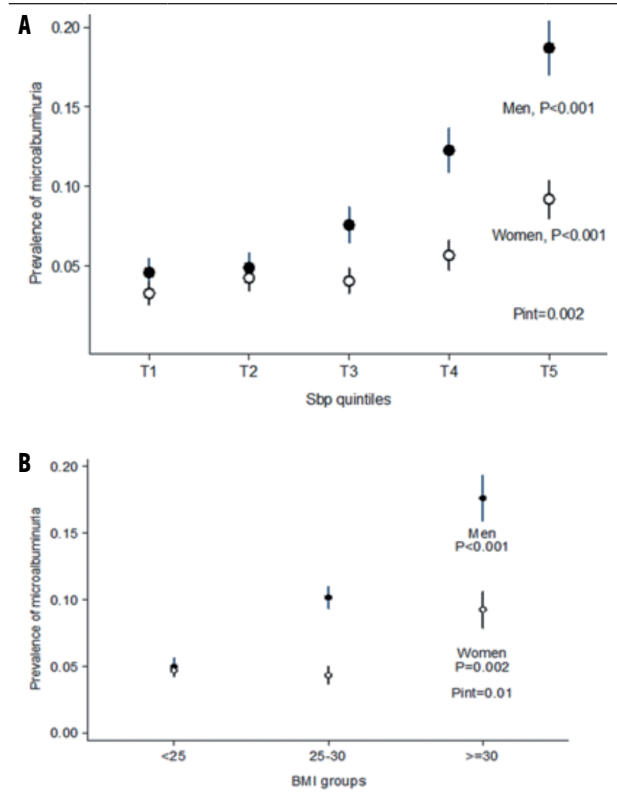 A
Prevalence of microalbuminuria
0.20
0.15
0.10
0.05
Men, P<0.001
Women, P<0.001
Pint=0.002
T1 T2 T3 T4 T5
Sbp quintiles
B
Prevalence of microalbuminuria
0.20
0.15
0.10
0.05
0.00
Men
P<0.001
Women
P=0.002
Pint=0.01
<25 25-30 >=30
BMI groups